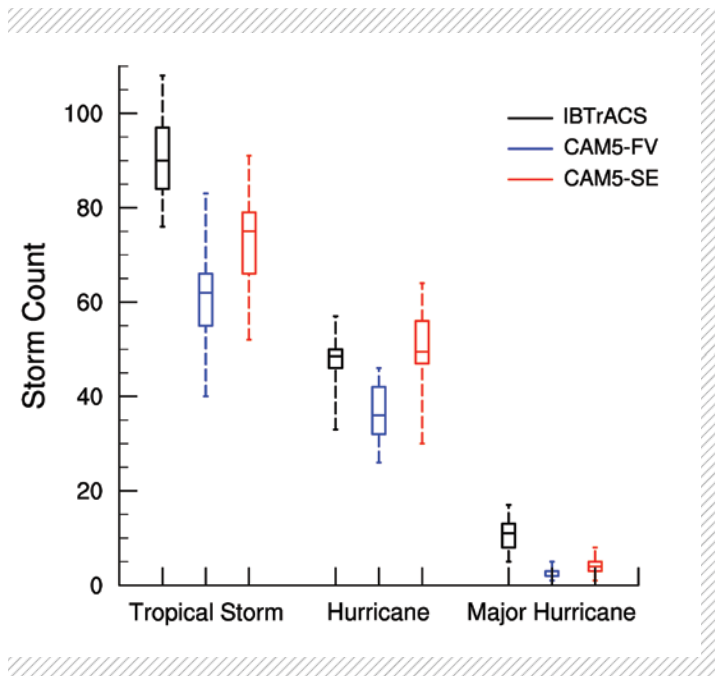 100
80
60
40
20
0
Storm Count
IBTrACS
CAM5-FV
CAM5-SE
Tropical Storm
Hurricane
Major Hurricane